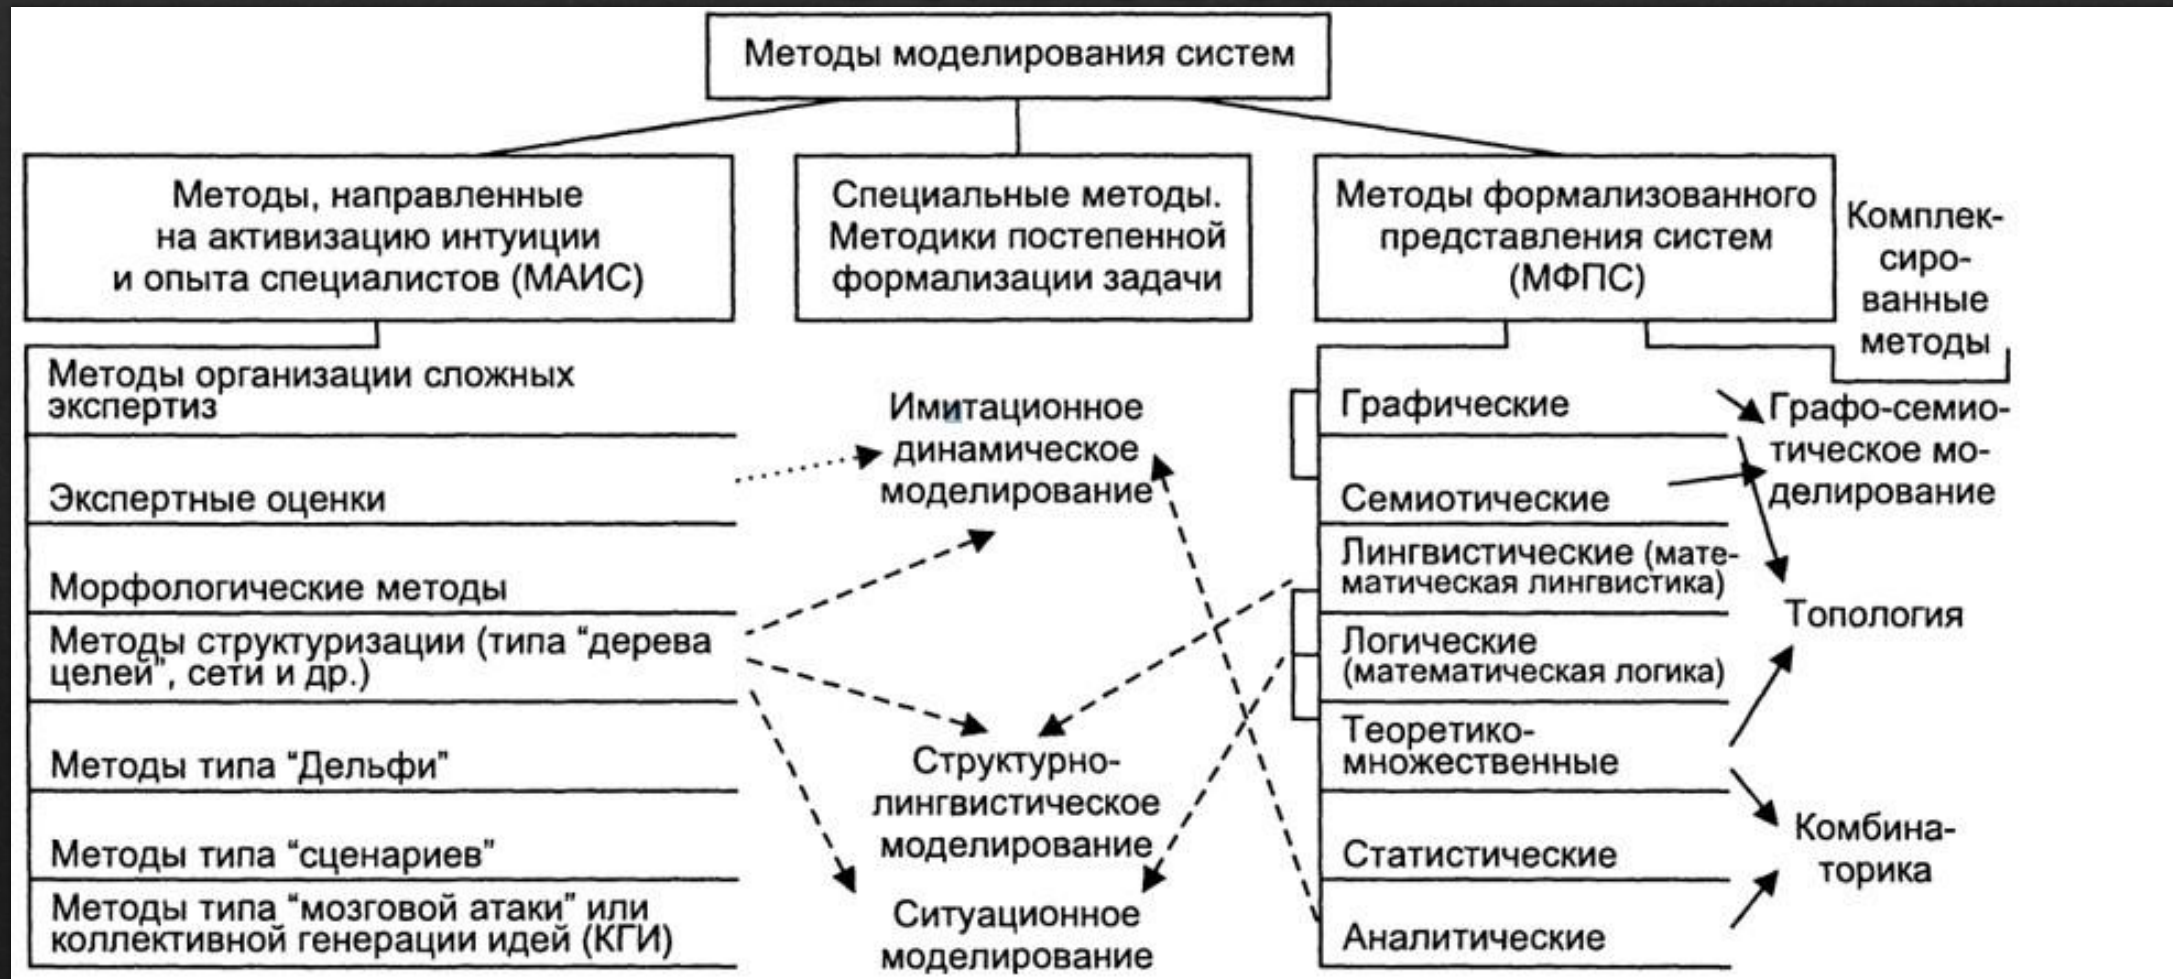 Методы моделирования систем
Методы, направленные
на активизацию интуиции
и опыта специалистов (МАИС)
Специальные методы.
Методики постепенной
формализации задачи
Методы формализованного
представления систем
(МФПС)
Комплек-
сиро-
ванные
методы
Методы организации сложных
экспертиз
Экспертные оценки
Морфологические методы
Методы структуризации (типа “дерева
целей”, сети и др.)
Методы типа “Дельфи”
Методы типа “сценариев”
Методы типа “мозговой атаки” или
коллективной генерации идей (КГИ)
Имитационное
динамическое
моделирование
Структурно-
лингвистическое
моделирование
Ситуационное
моделирование
Графические
Семиотические
Лингвистические (мате-
матическая лингвистика)
Логические
(математическая логика)
Теоретико-
множественные
Статистические
Аналитические
Графо-семио-
тическое мо-
делирование
Топология
Комбина-
торика